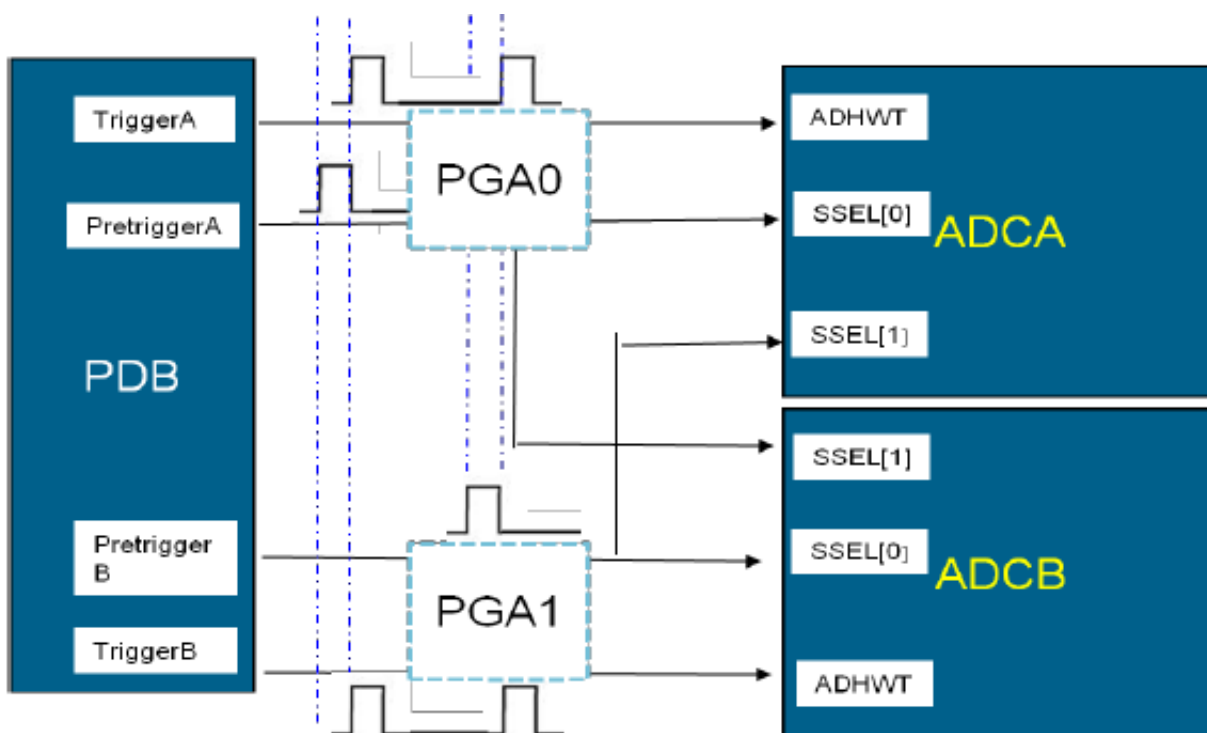 TriggerA
PretriggerA
PDB
Pretrigger
B
TriggerB
PGA0
PGA1
ADHWT
SSEL[0]
ADCA
SSEL[1]
SSEL[1]
SSEL[0]
ADCB
ADHWT